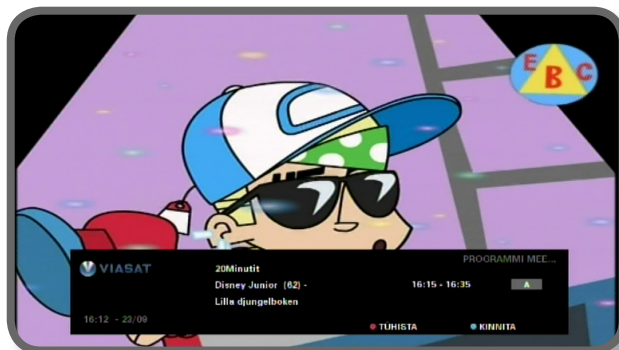 E B C
PROGRAMMI MEE...
VIASAT
20Minutit
Disney Junior (62) -
16:15 - 16:35
A
Lilla djungelboken
16:12 - 23/09
TÜHISTA
KINNITA